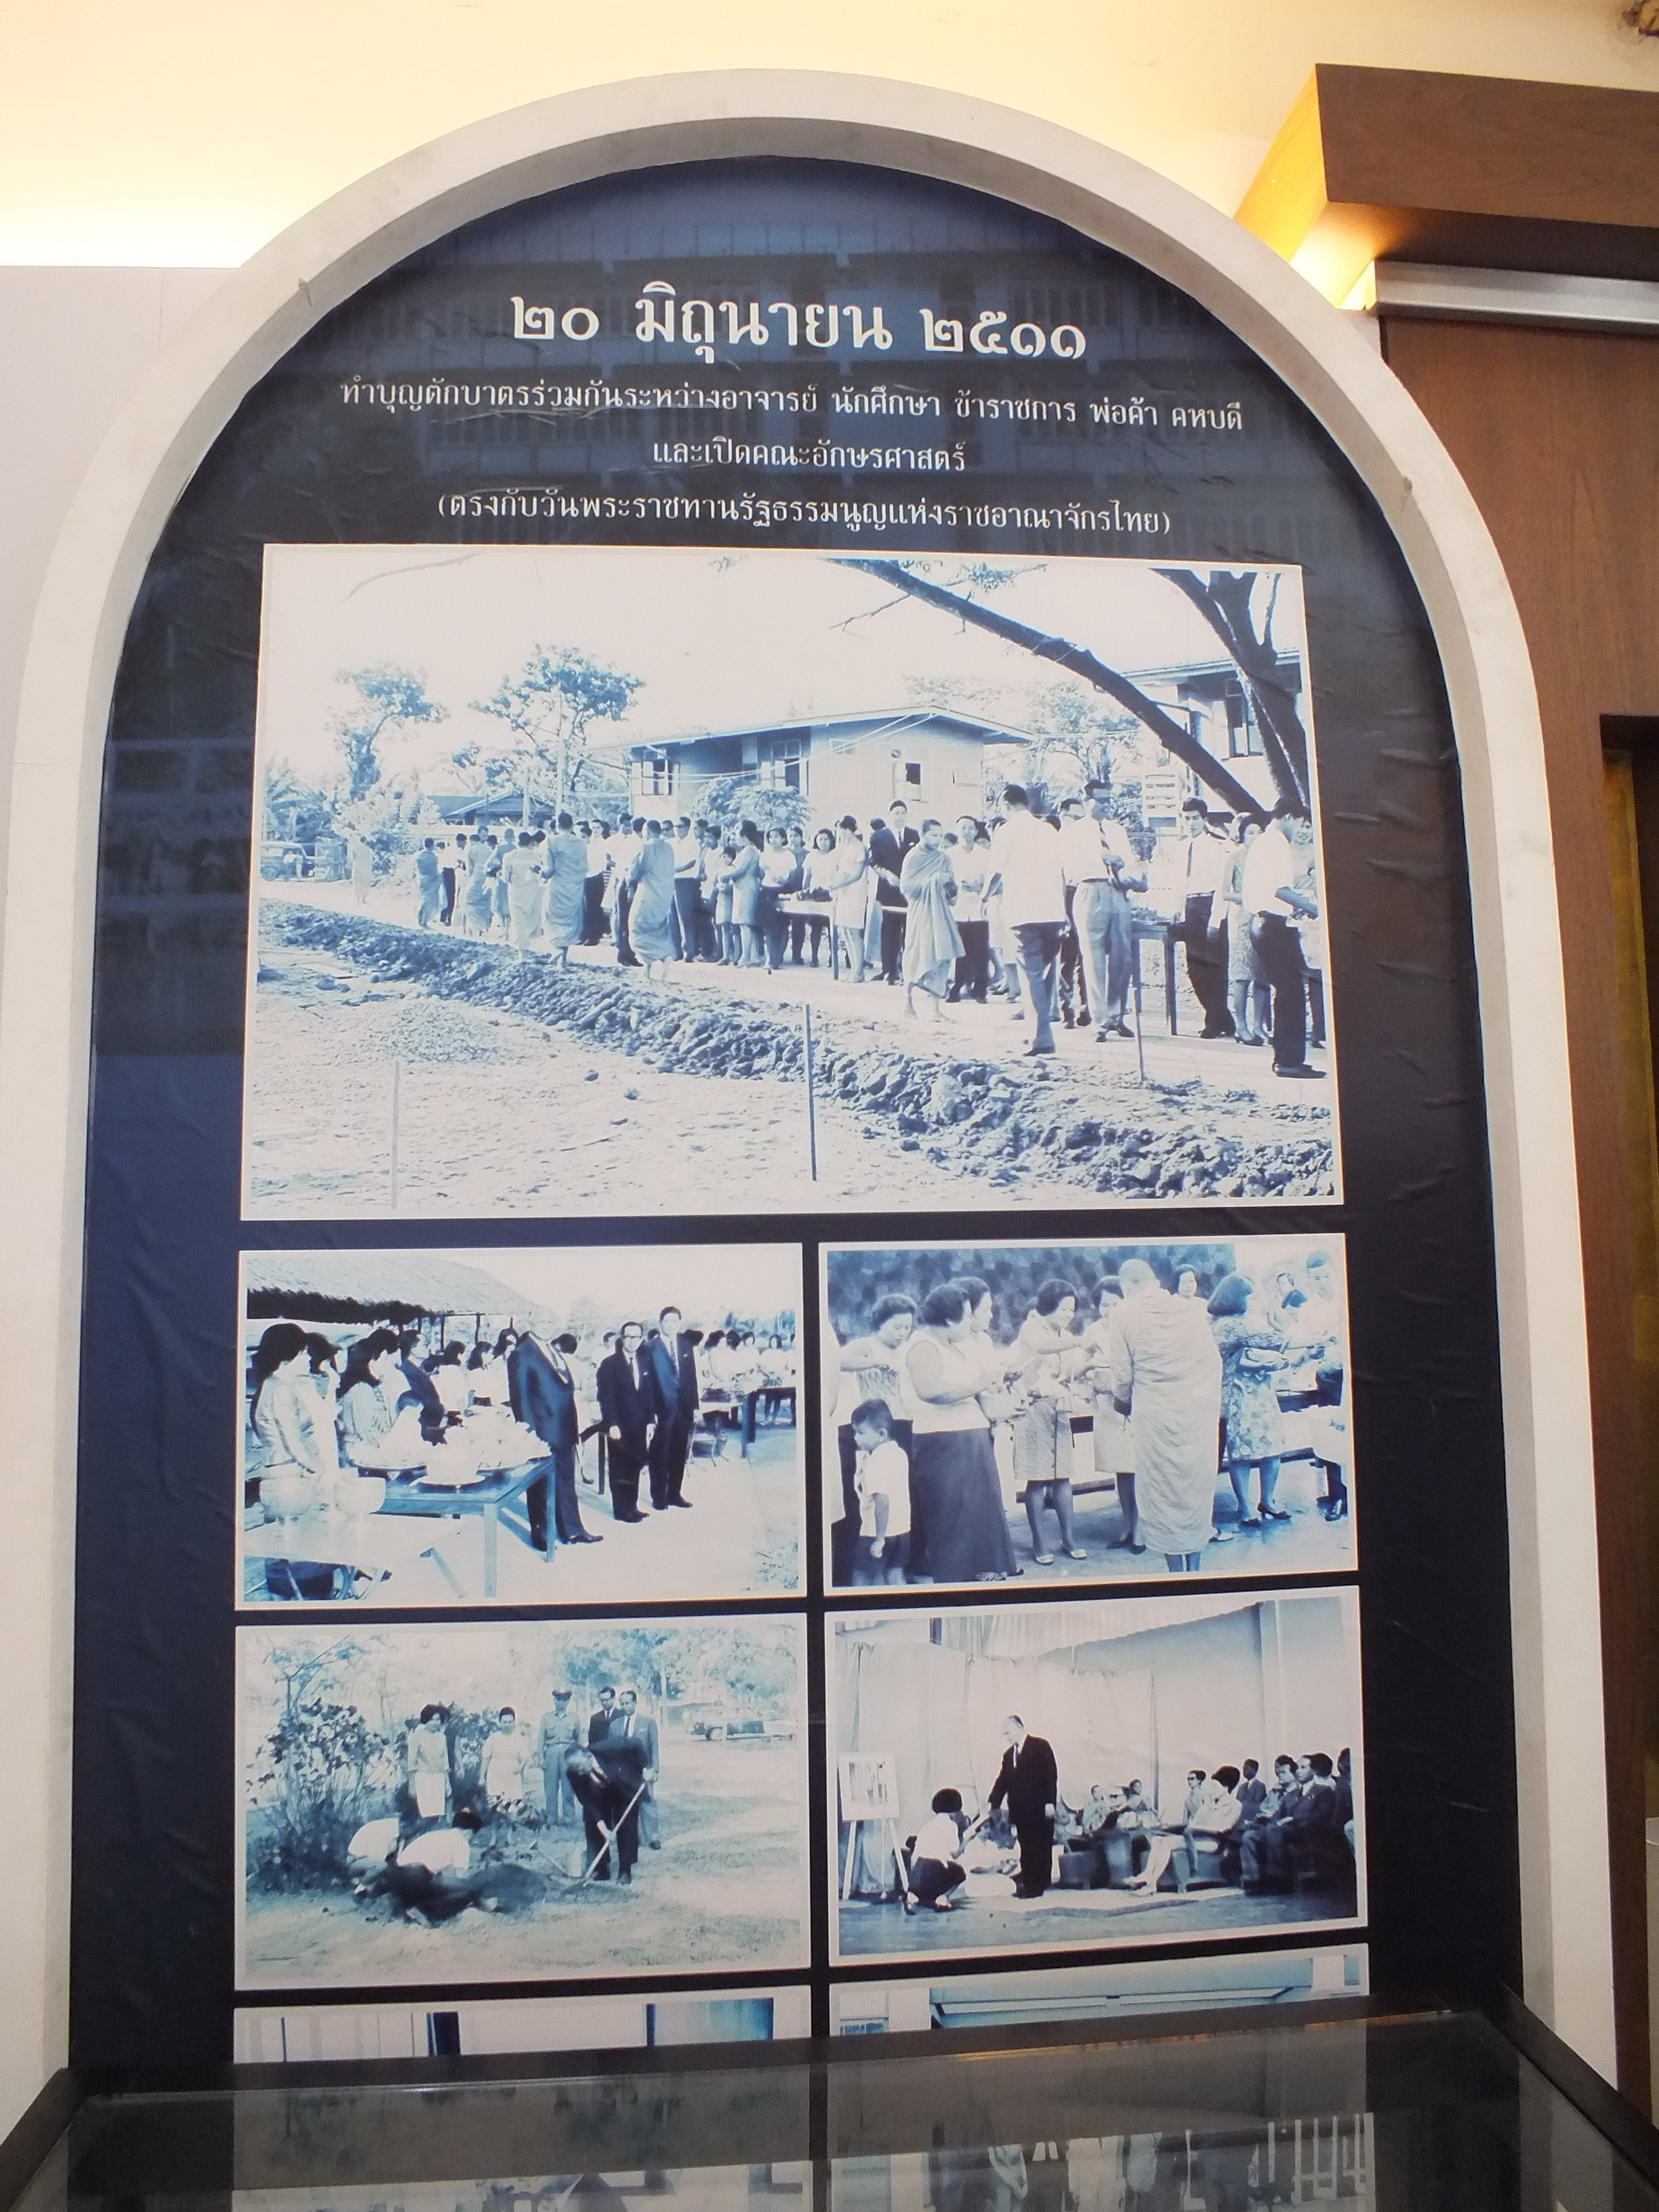 ๒๐ มิถุนายน ๒๕๑๑
ทำบุญตักบาตรร่วมกันระหว่างอาจารย์ นักศึกษา ข้าราชการ พ่อค้า คหบดี
และเปิดคณะอักษรศาสตร์
(ตรงกับวันพระราชทานรัฐธรรมนูญแห่งราชอาณาจักรไทย)